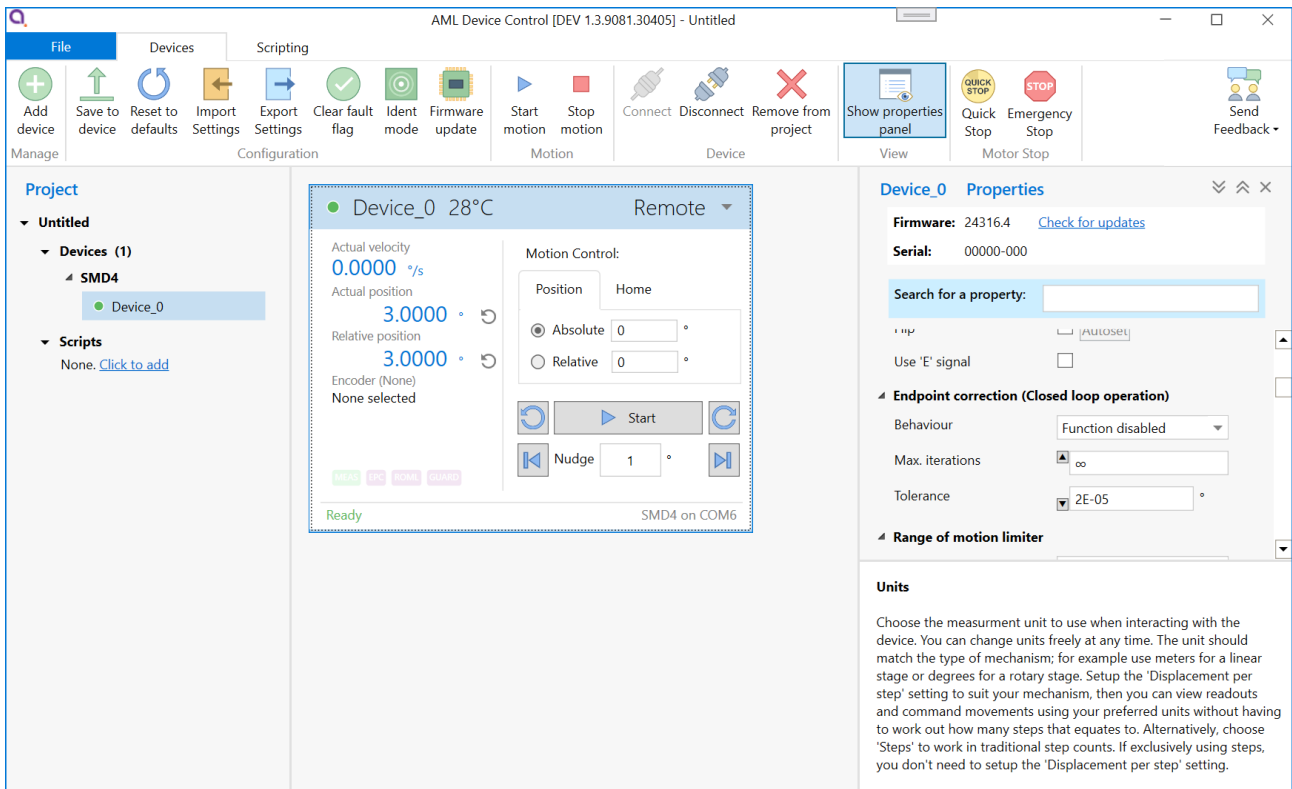 AML Device Control [DEV 1.3.9081.30405] - Untitled
File
Devices
Scripting
Add device
Save to device
Reset to defaults
Import Settings
Export Settings
Clear fault flag
Ident mode
Firmware update
Start motion
Stop motion
Connect
Disconnect
Remove from project
Show properties panel
QUICK STOP
Quick Stop
STOP
Emergency Stop
Send Feedback
Manage
Configuration
Motion
Device
View
Motor Stop
Project
Untitled
Devices (1)
SMD4
Device_0
Scripts
None. Click to add
Device_0 28°C
Remote
Actual velocity
0.0000 °/s
Actual position
3.0000 °
Relative position
3.0000 °
Encoder (None)
None selected
MEAS EPC ROML GUARD
Motion Control:
Position
Home
Absolute 0 °
Relative 0 °
Start
Nudge 1 °
Ready
SMD4 on COM6
Device_0 Properties
Firmware: 24316.4 Check for updates
Serial: 00000-000
Search for a property:
Autoset
Use 'E' signal
Endpoint correction (Closed loop operation)
Behaviour Function disabled
Max. iterations ∞
Tolerance 2E-05 °
Range of motion limiter
Units
Choose the measurment unit to use when interacting with the
device. You can change units freely at any time. The unit should
match the type of mechanism; for example use meters for a linear
stage or degrees for a rotary stage. Setup the 'Displacement per
step' setting to suit your mechanism, then you can view readouts
and command movements using your preferred units without having
to work out how many steps that equates to. Alternatively, choose
'Steps' to work in traditional step counts. If exclusively using steps,
you don't need to setup the 'Displacement per step' setting.